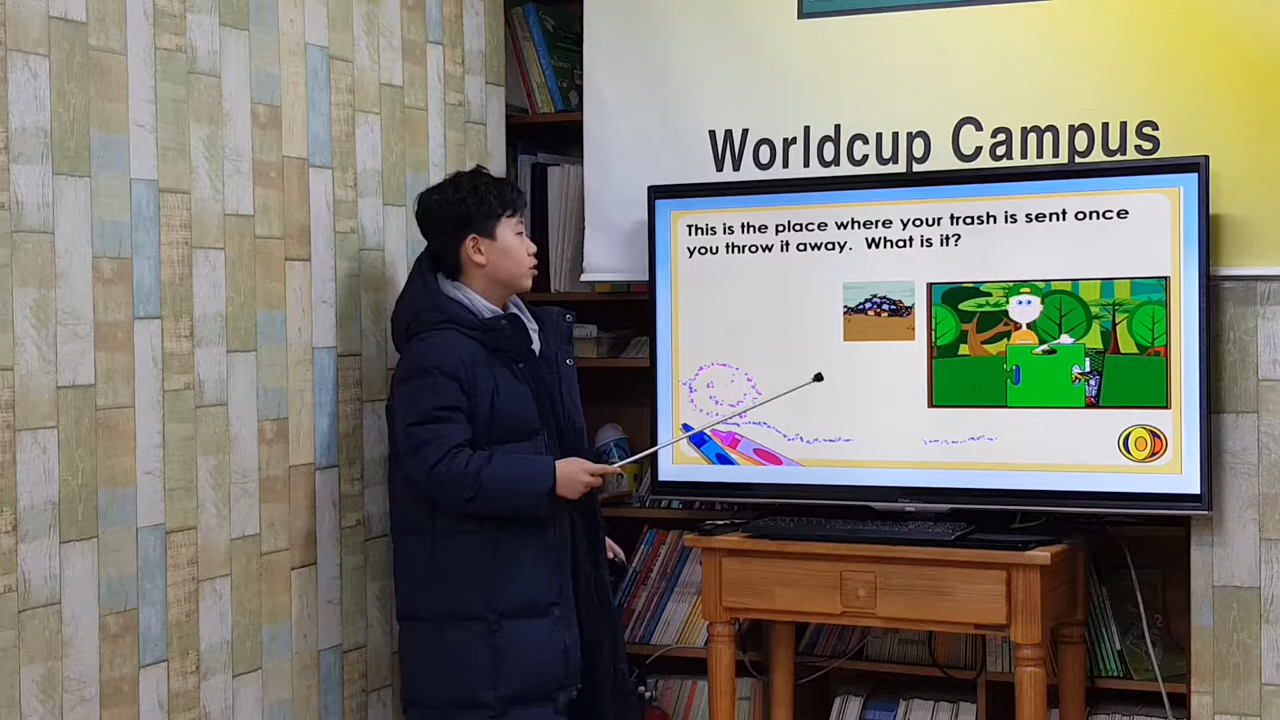 Worldcup Campus
This is the place where your trash is sent once
you throw it away. What is it?